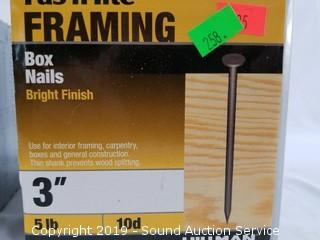 FRAMING
Box
Nails
Bright Finish
258
Use for interior framing, carpentry,
boxes and general construction.
Thin shank prevents wood splitting.
3"
5 lb
10d
HILLMAN
Copyright 2019 - Sound Auction Service